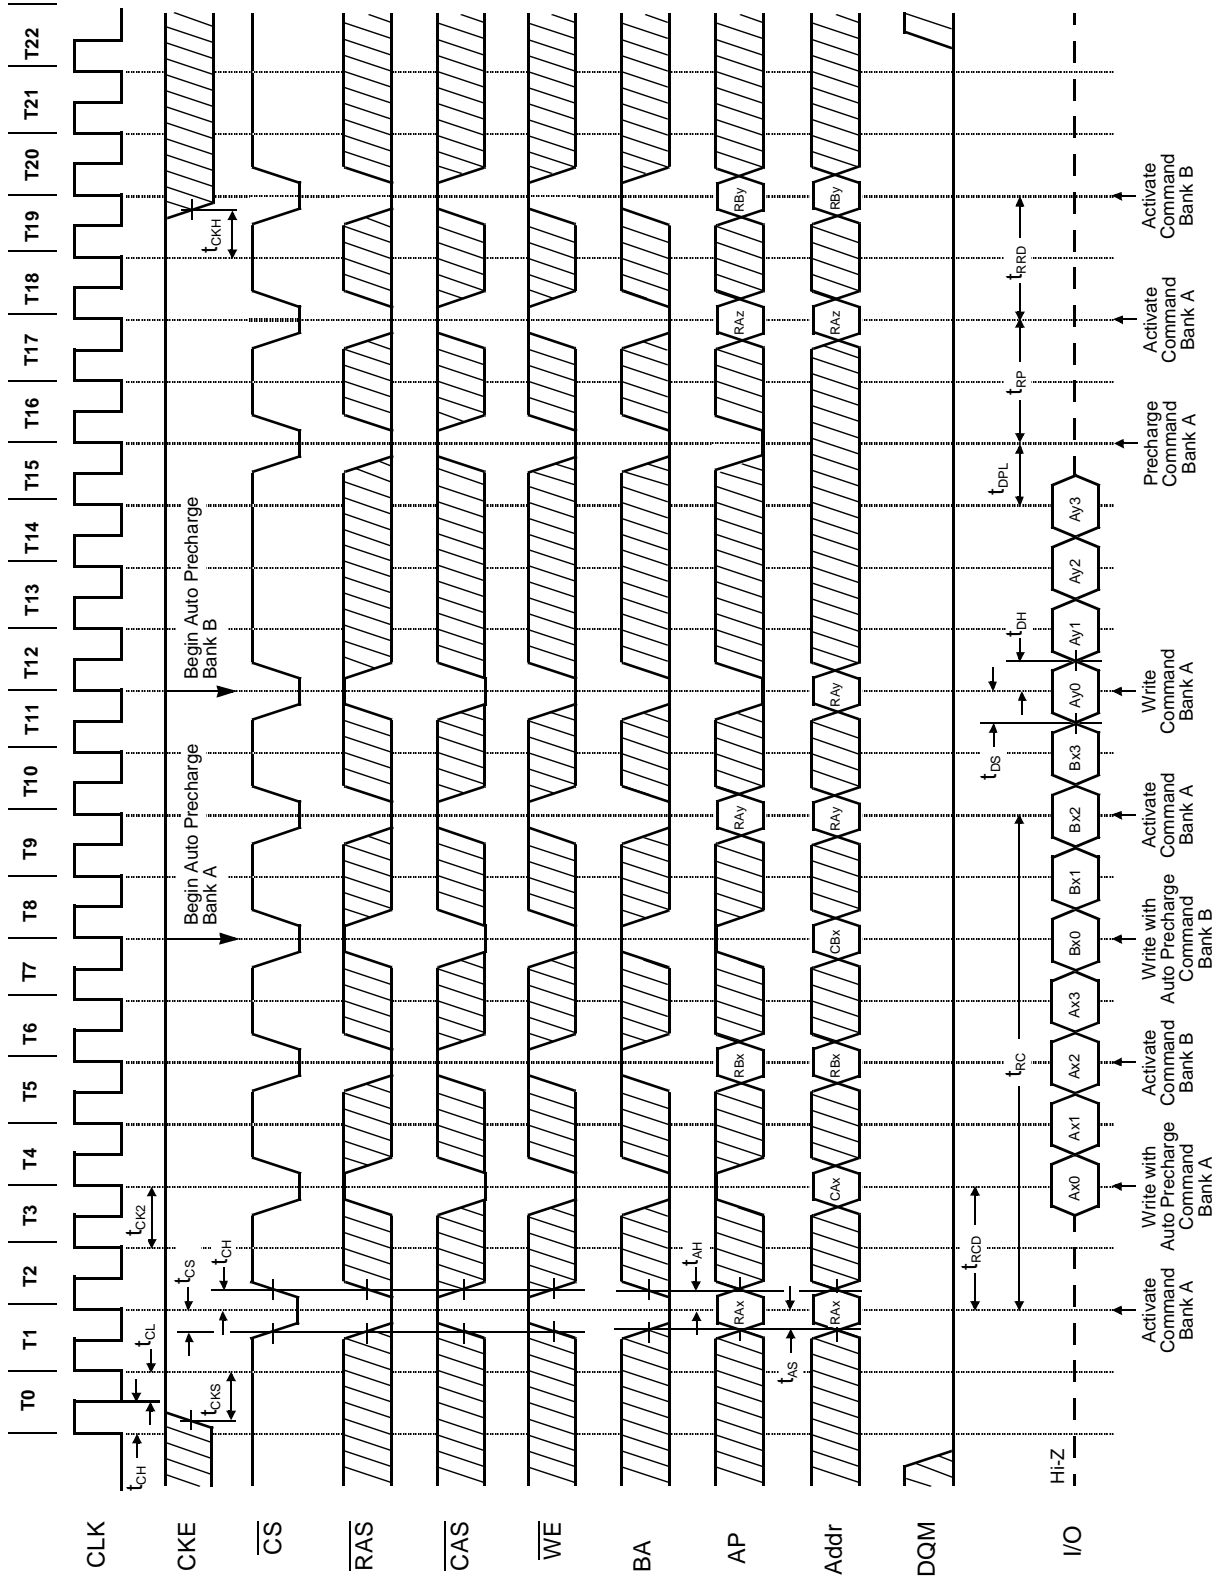 T0 T1 T2 T3 T4 T5 T6 T7 T8 T9 T10 T11 T12 T13 T14 T15 T16 T17 T18 T19 T20 T21 T22
CLK
tCH
tCL
tCK2
CKE
tCKS
tCS
tCH
Begin Auto Precharge
Bank A
Begin Auto Precharge
Bank B
tCKH
CS
RAS
CAS
WE
BA
tAH
AP
RAx RBx RAy RAz RBy
tAS
Addr
RAx CAx RBx CBx RAy RAy RAz RBy
DQM
tRCD
tRC
tDS
tDH
tDPL
tRP
tRRD
I/O
Hi-Z
Ax0 Ax1 Ax2 Ax3 Bx0 Bx1 Bx2 Bx3 Ay0 Ay1 Ay2 Ay3
Activate
Command
Bank A
Write with
Auto Precharge
Command
Bank A
Activate
Command
Bank B
Write with
Auto Precharge
Command
Bank B
Activate
Command
Bank A
Write
Command
Bank A
Precharge
Command
Bank A
Activate
Command
Bank A
Activate
Command
Bank B